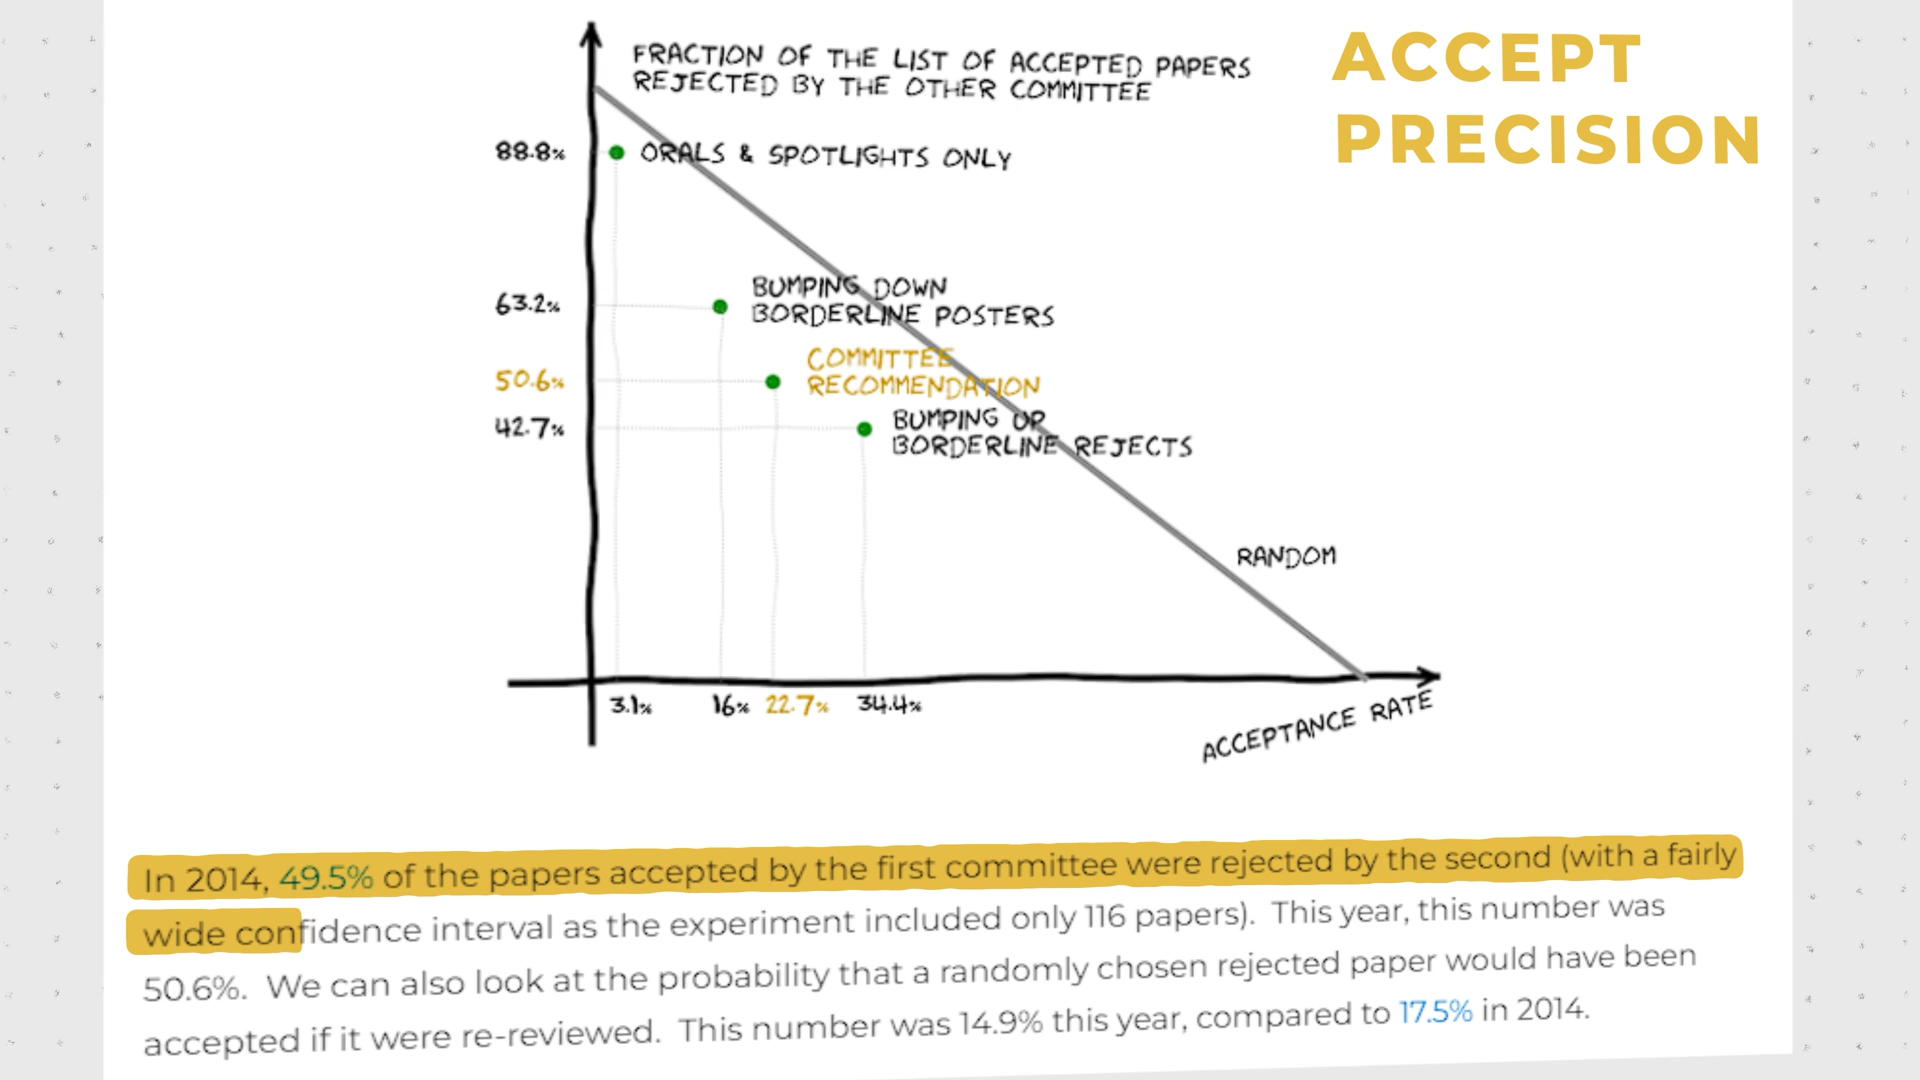 ACCEPT
PRECISION
FRACTION OF THE LIST OF ACCEPTED PAPERS
REJECTED BY THE OTHER COMMITTEE
88.8%
ORALS & SPOTLIGHTS ONLY
63.2%
BUMPING DOWN
BORDERLINE POSTERS
50.6%
COMMITTEE
RECOMMENDATION
42.7%
BUMPING UP
BORDERLINE REJECTS
RANDOM
3.1%
16%
22.7%
34.4%
ACCEPTANCE RATE
In 2014, 49.5% of the papers accepted by the first committee were rejected by the second (with a fairly
wide confidence interval as the experiment included only 116 papers). This year, this number was
50.6%. We can also look at the probability that a randomly chosen rejected paper would have been
accepted if it were re-reviewed. This number was 14.9% this year, compared to 17.5% in 2014.